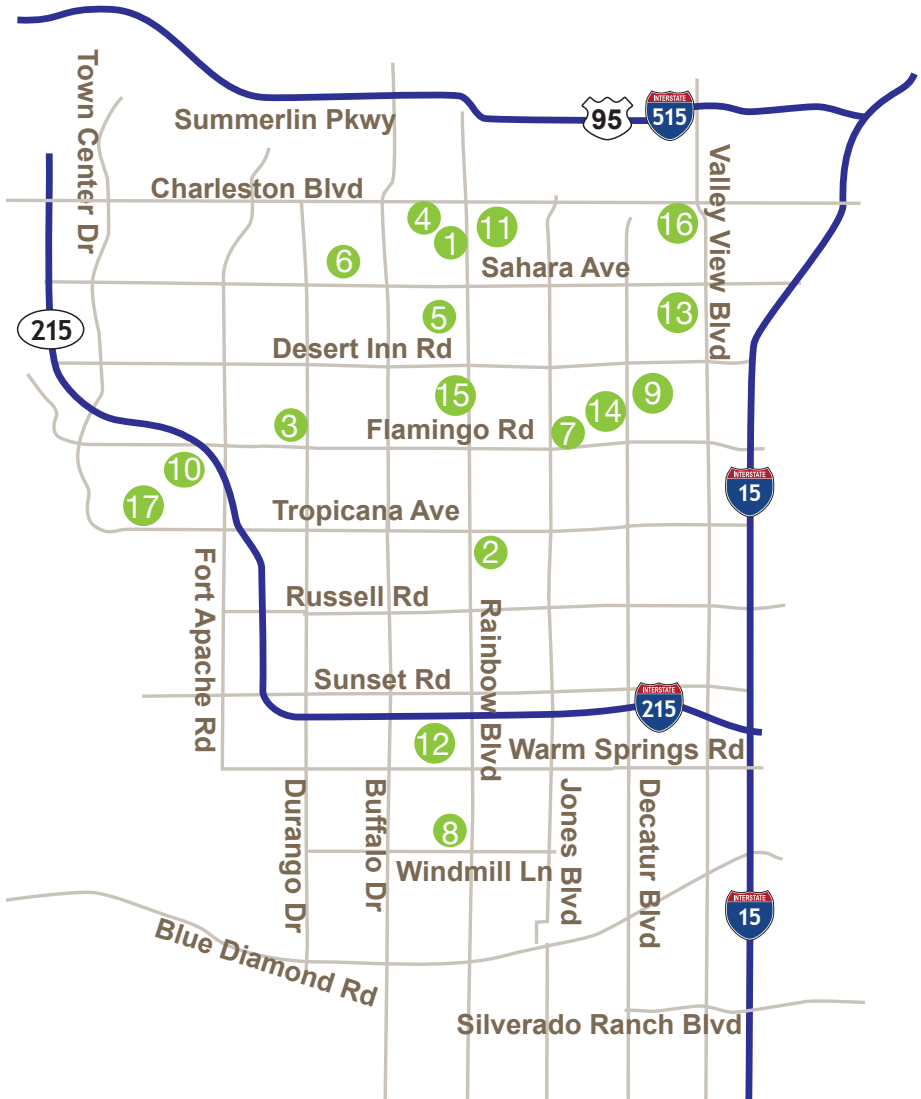 Town Center Dr
Summerlin Pkwy
95
INTERSTATE
515
Valley View Blvd
Charleston Blvd
4
11
16
1
6
Sahara Ave
5
13
215
Desert Inn Rd
15
9
14
3
Flamingo Rd
7
10
INTERSTATE
15
17
Tropicana Ave
2
Fort Apache Rd
Russell Rd
Rainbow Blvd
Sunset Rd
INTERSTATE
215
12
Warm Springs Rd
Durango Dr
Buffalo Dr
Jones Blvd
Decatur Blvd
8
Windmill Ln
INTERSTATE
15
Blue Diamond Rd
Silverado Ranch Blvd